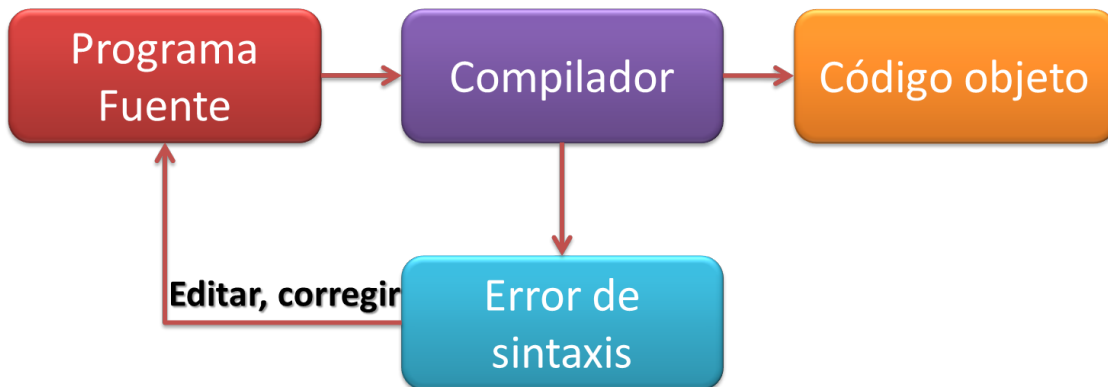 Programa
Fuente
Compilador
Código objeto
Editar, corregir
Error de
sintaxis